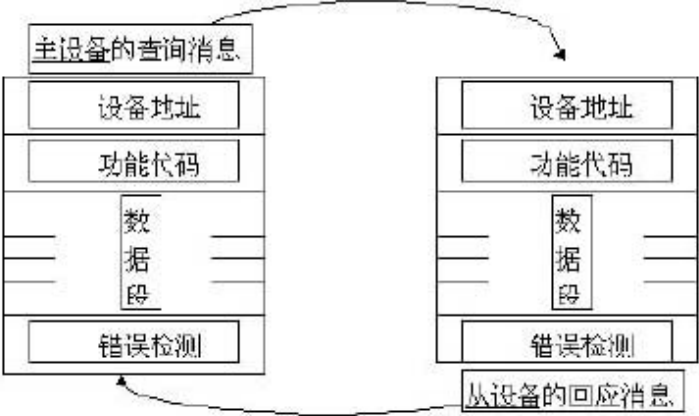 主设备的查询消息
设备地址
功能代码
数
据
段
错误检测
设备地址
功能代码
数
据
段
错误检测
从设备的回应消息